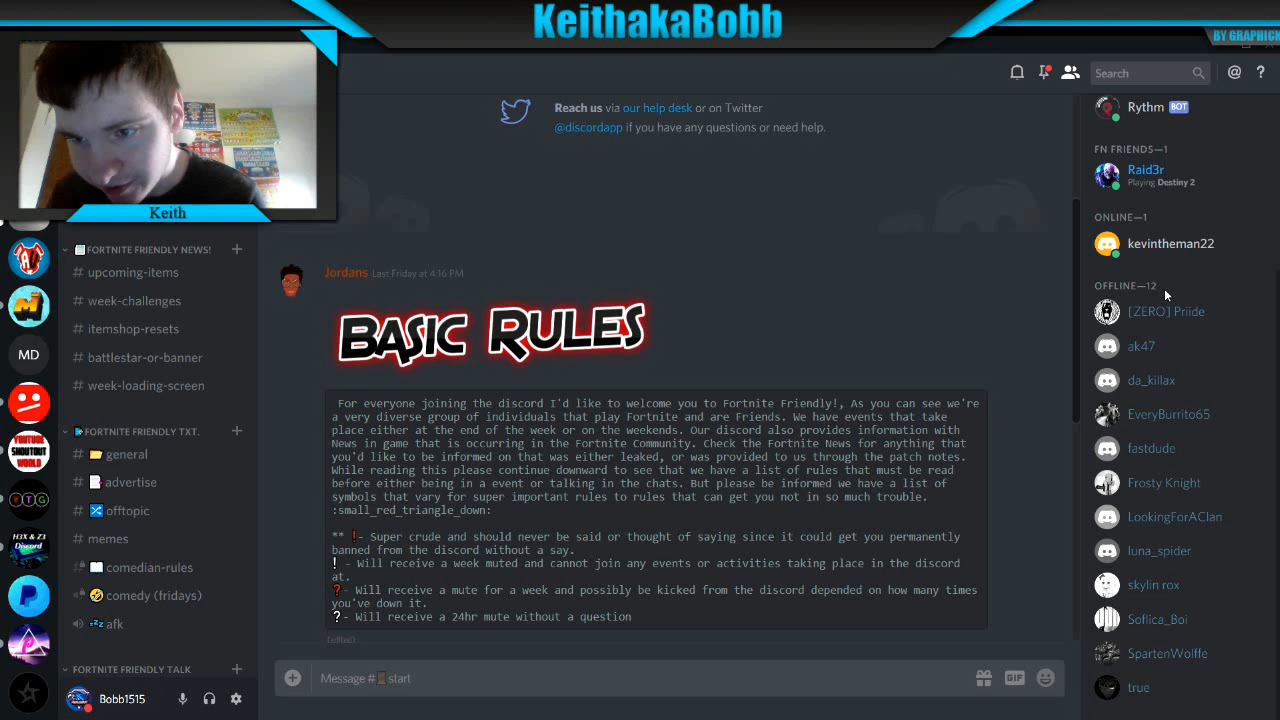 KeithakaBobb
BY GRAPHICK
Keith
Search
@
?
Reach us via our help desk or on Twitter
@discordapp if you have any questions or need help.
Rythm BOT
FN FRIENDS—1
Raid3r
Playing Destiny 2
ONLINE—1
kevintheman22
OFFLINE—12
[ZERO] Priide
ak47
da_killax
EveryBurrito65
fastdude
Frosty Knight
LookingForAClan
luna_spider
skylin rox
Soflica_Boi
SpartenWolffe
true
MD
YOUTUBE
SHOUTOUT
WORLD
H3X & Z3
Discord
FORTNITE FRIENDLY NEWS!
# upcoming-items
# week-challenges
# itemshop-resets
# battlestar-or-banner
# week-loading-screen
FORTNITE FRIENDLY TXT.
# general
# advertise
# offtopic
# memes
comedian-rules
comedy (fridays)
afk
FORTNITE FRIENDLY TALK
Bobb1515
Jordans Last Friday at 4:16 PM
BASIC RULES
For everyone joining the discord I'd like to welcome you to Fortnite Friendly!, As you can see we're
a very diverse group of individuals that play Fortnite and are Friends. We have events that take
place either at the end of the week or on the weekends. Our discord also provides information with
News in game that is occurring in the Fortnite Community. Check the Fortnite News for anything that
you'd like to be informed on that was either leaked, or was provided to us through the patch notes.
While reading this please continue downward to see that we have a list of rules that must be read
before either being in a event or talking in the chats. But please be informed we have a list of
symbols that vary for super important rules to rules that can get you not in so much trouble.
:small_red_triangle_down:
** ❗- Super crude and should never be said or thought of saying since it could get you permanently
banned from the discord without a say.
❕ - Will receive a week muted and cannot join any events or activities taking place in the discord
at.
❓- Will receive a mute for a week and possibly be kicked from the discord depended on how many times
you've down it.
❔- Will receive a 24hr mute without a question
(edited)
Message # start
GIF